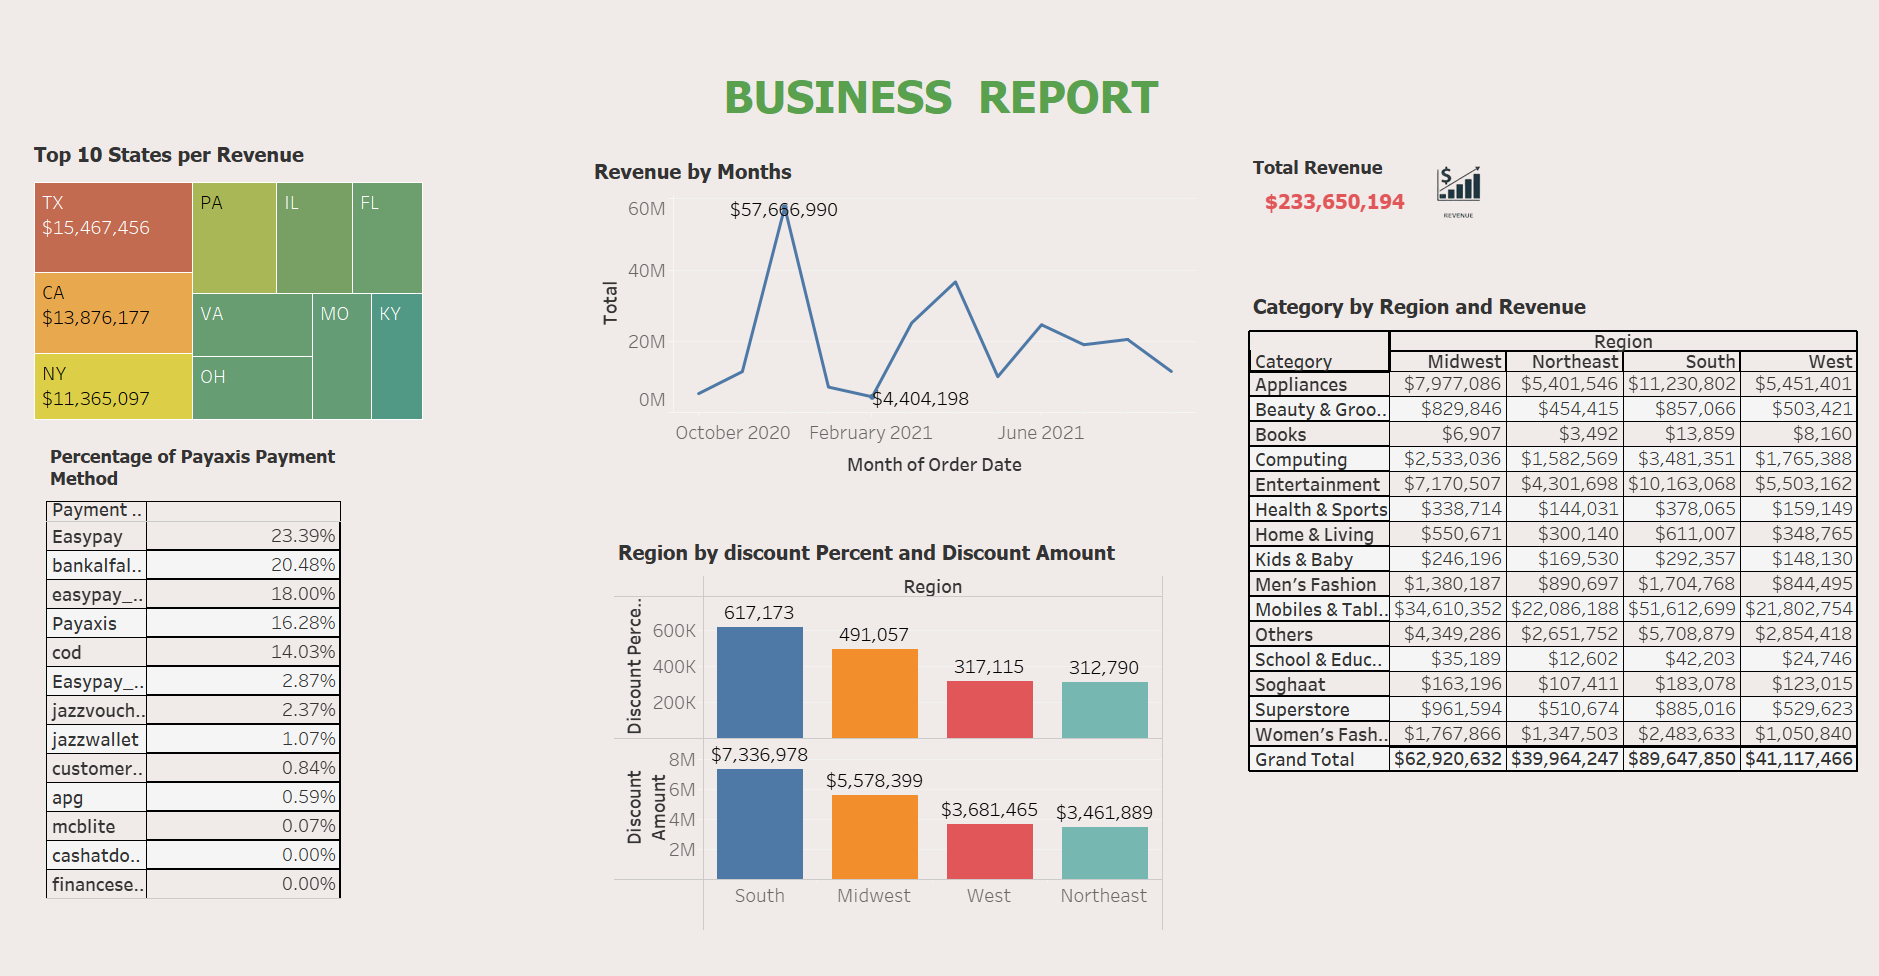 BUSINESS REPORT
Top 10 States per Revenue
TX
$15,467,456
CA
$13,876,177
NY
$11,365,097
PA
IL
FL
VA
OH
MO
KY
Percentage of Payaxis Payment
Method
Payment ..
Easypay 23.39%
bankalfal.. 20.48%
easypay_.. 18.00%
Payaxis 16.28%
cod 14.03%
Easypay_.. 2.87%
jazzvouch.. 2.37%
jazzwallet 1.07%
customer.. 0.84%
apg 0.59%
mcblite 0.07%
cashatdo.. 0.00%
financese.. 0.00%
Revenue by Months
Total
60M
40M
20M
0M
$57,666,990
$4,404,198
October 2020 February 2021 June 2021
Month of Order Date
Region by discount Percent and Discount Amount
Region
Discount Perce..
600K
400K
200K
617,173
491,057
317,115
312,790
Discount
Amount
8M
6M
4M
2M
$7,336,978
$5,578,399
$3,681,465
$3,461,889
South Midwest West Northeast
Total Revenue
$233,650,194
$
REVENUE
Category by Region and Revenue
Region
Category Midwest Northeast South West
Appliances $7,977,086 $5,401,546 $11,230,802 $5,451,401
Beauty & Groo.. $829,846 $454,415 $857,066 $503,421
Books $6,907 $3,492 $13,859 $8,160
Computing $2,533,036 $1,582,569 $3,481,351 $1,765,388
Entertainment $7,170,507 $4,301,698 $10,163,068 $5,503,162
Health & Sports $338,714 $144,031 $378,065 $159,149
Home & Living $550,671 $300,140 $611,007 $348,765
Kids & Baby $246,196 $169,530 $292,357 $148,130
Men's Fashion $1,380,187 $890,697 $1,704,768 $844,495
Mobiles & Tabl.. $34,610,352 $22,086,188 $51,612,699 $21,802,754
Others $4,349,286 $2,651,752 $5,708,879 $2,854,418
School & Educ.. $35,189 $12,602 $42,203 $24,746
Soghaat $163,196 $107,411 $183,078 $123,015
Superstore $961,594 $510,674 $885,016 $529,623
Women's Fash.. $1,767,866 $1,347,503 $2,483,633 $1,050,840
Grand Total $62,920,632 $39,964,247 $89,647,850 $41,117,466